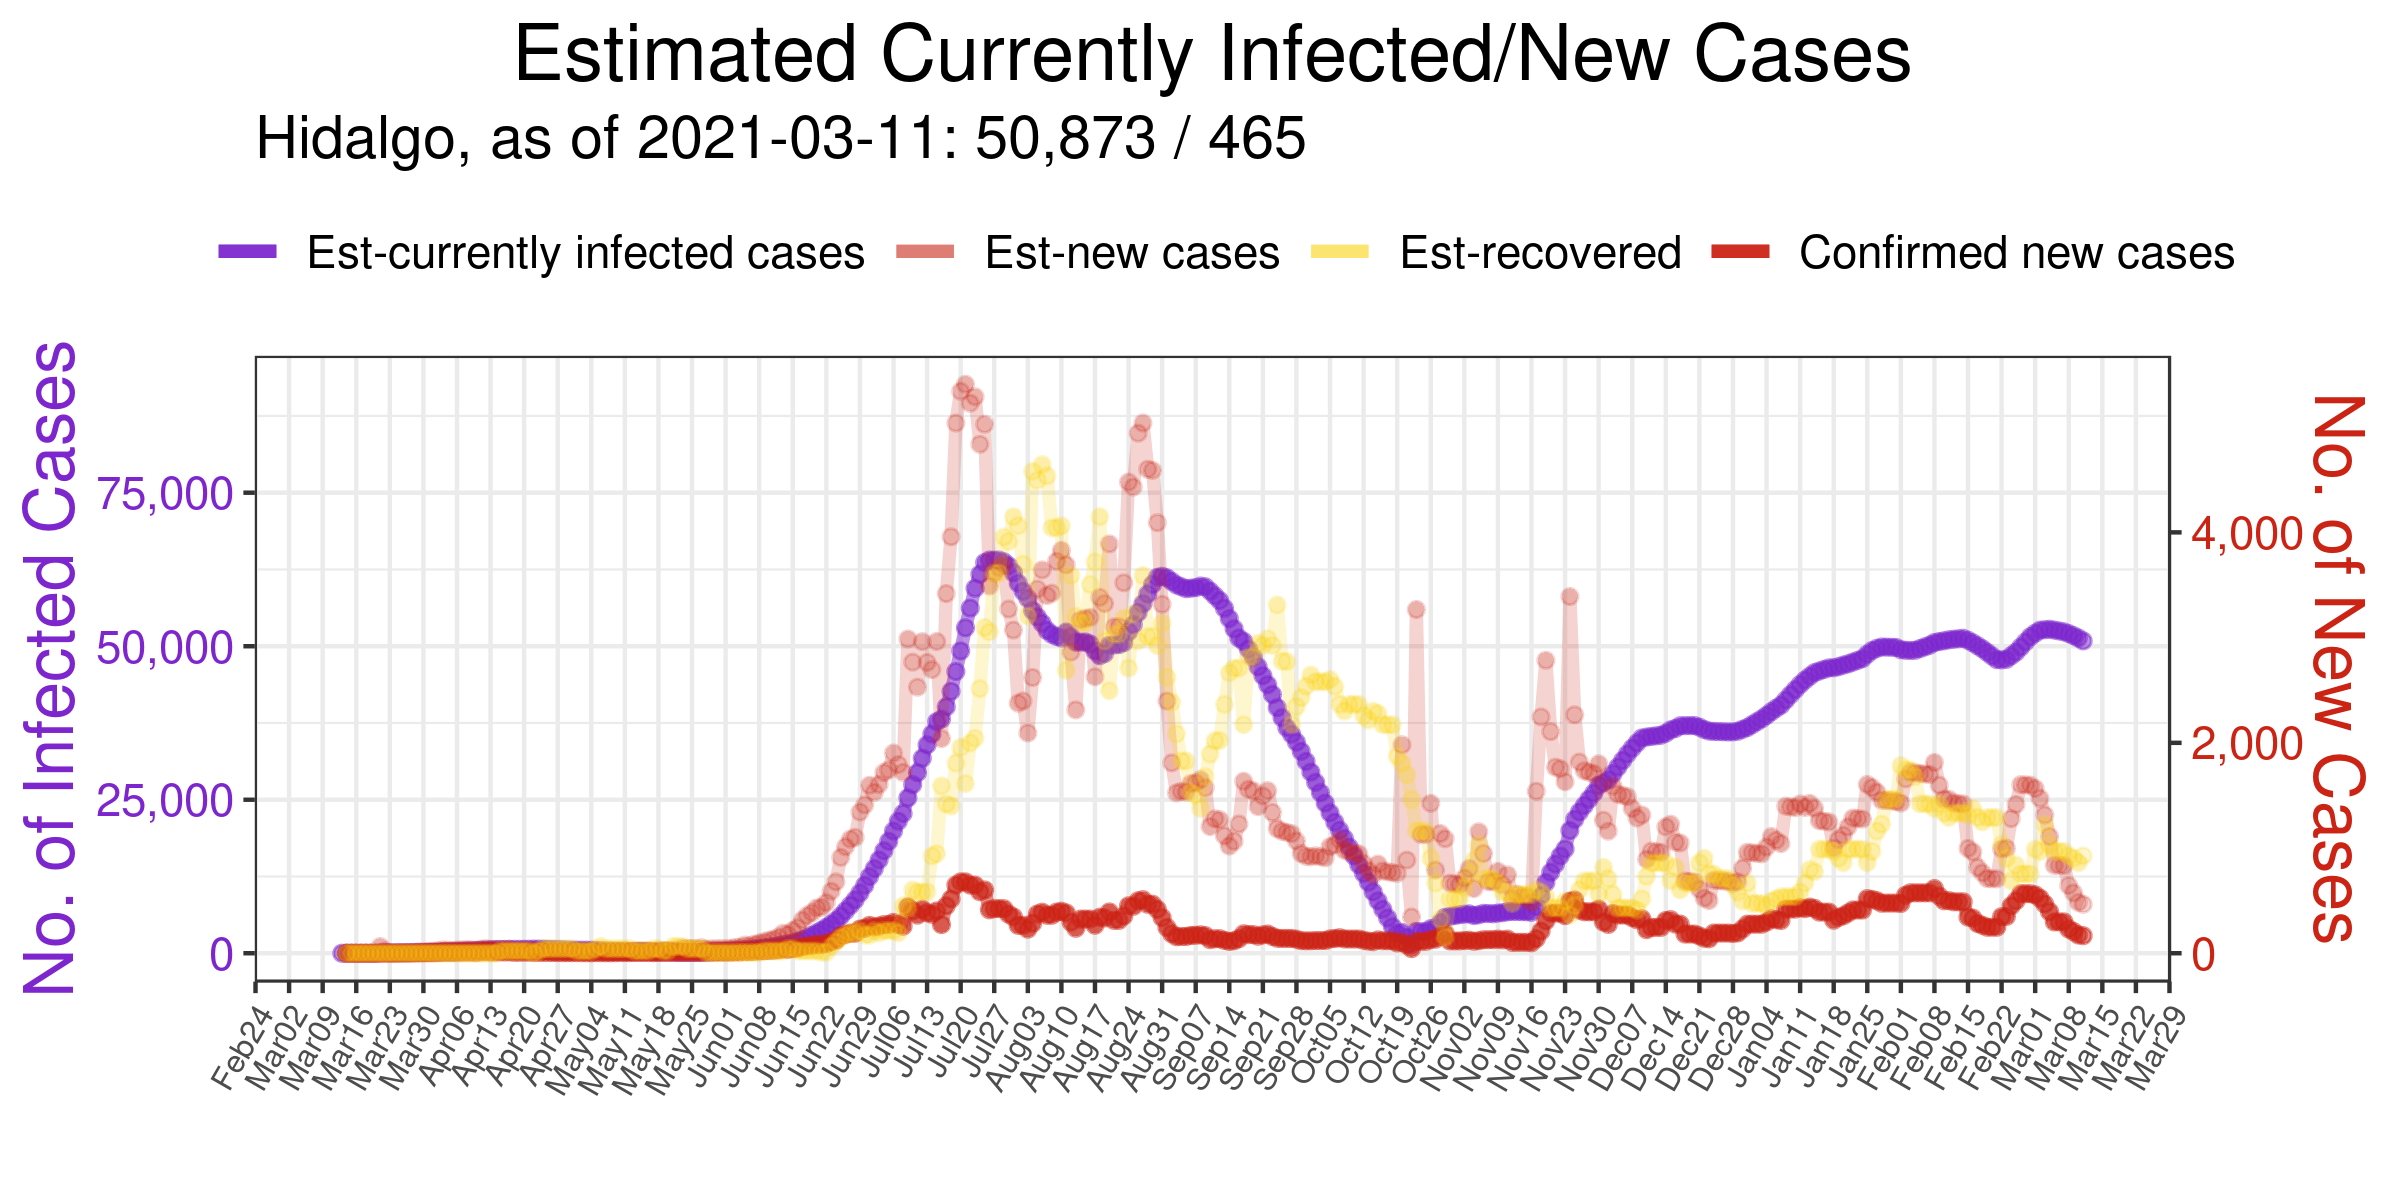 Estimated Currently Infected/New Cases
Hidalgo, as of 2021-03-11: 50,873 / 465
Est-currently infected cases Est-new cases Est-recovered Confirmed new cases
No. of Infected Cases
75,000
50,000
25,000
0
No. of New Cases
4,000
2,000
0
Feb24 Mar02 Mar09 Mar16 Mar23 Mar30 Apr06 Apr13 Apr20 Apr27 May04 May11 May18 May25 Jun01 Jun08 Jun15 Jun22 Jun29 Jul06 Jul13 Jul20 Jul27 Aug03 Aug10 Aug17 Aug24 Aug31 Sep07 Sep14 Sep21 Sep28 Oct05 Oct12 Oct19 Oct26 Nov02 Nov09 Nov16 Nov23 Nov30 Dec07 Dec14 Dec21 Dec28 Jan04 Jan11 Jan18 Jan25 Feb01 Feb08 Feb15 Feb22 Mar01 Mar08 Mar15 Mar22 Mar29